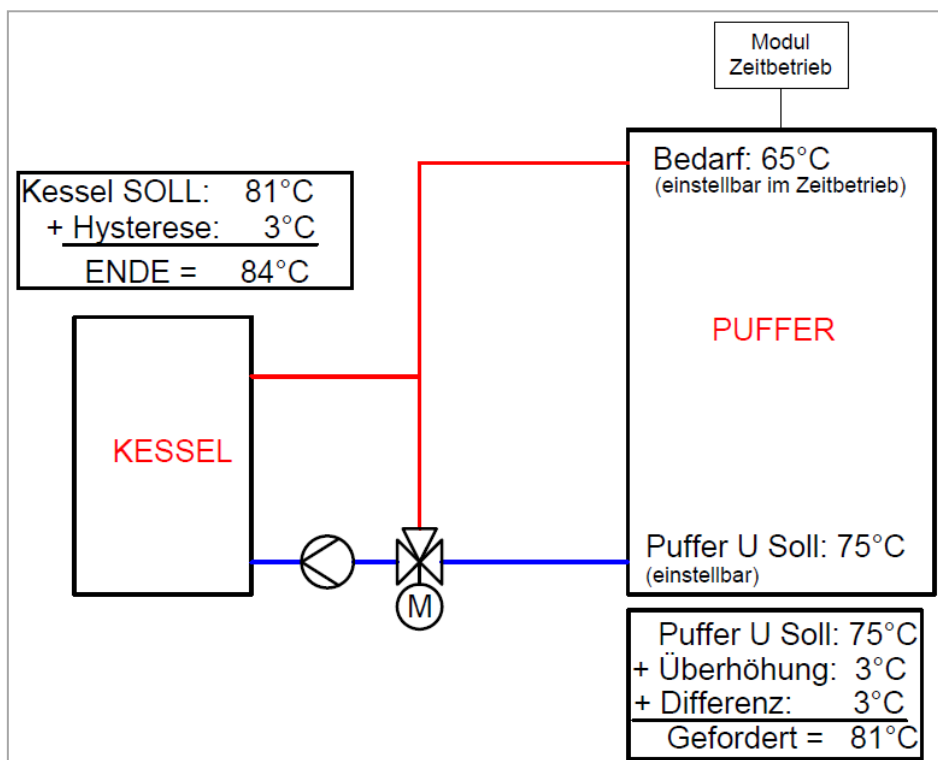 Modul
Zeitbetrieb
Bedarf: 65°C
(einstellbar im Zeitbetrieb)
Kessel SOLL: 81°C
+ Hysterese: 3°C
ENDE = 84°C
PUFFER
KESSEL
Puffer U Soll: 75°C
(einstellbar)
M
Puffer U Soll: 75°C
+ Überhöhung: 3°C
+ Differenz: 3°C
Gefordert = 81°C